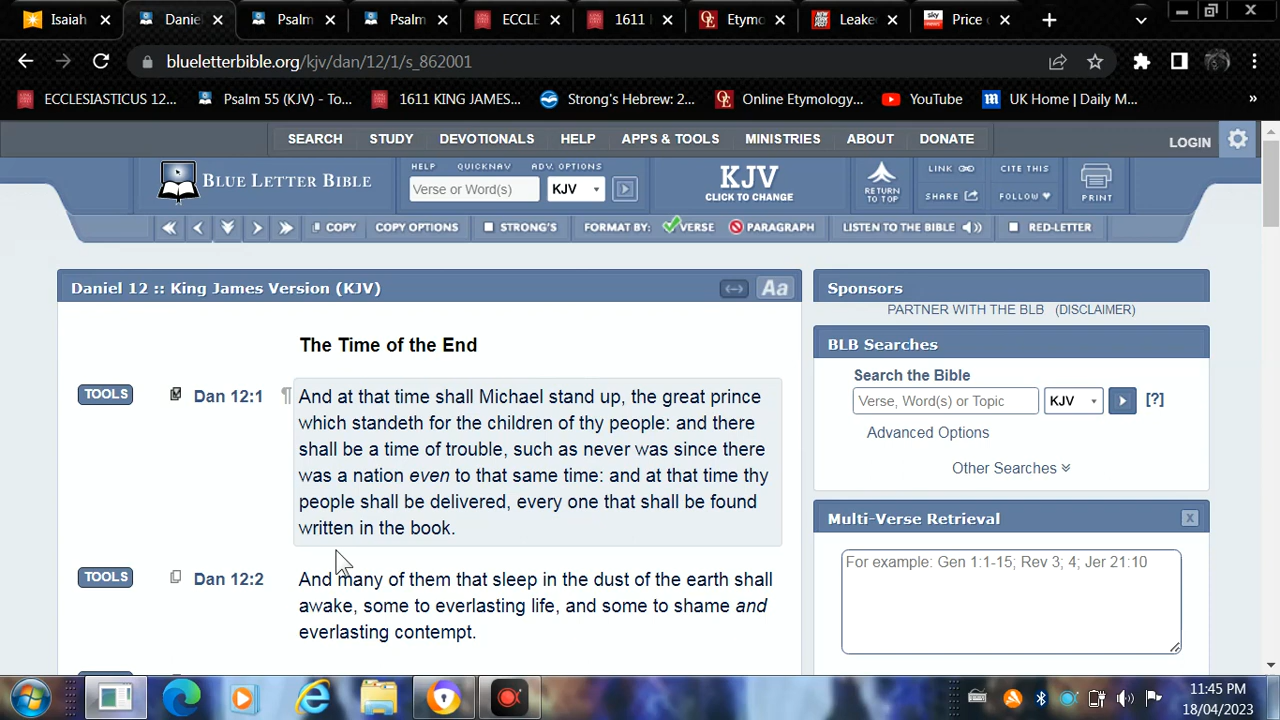 Isaiah
Danie
Psalm
Psalm
ECCLE
1611
Etymo
Leake
Price
blueletterbible.org/kjv/dan/12/1/s_862001
ECCLESIASTICUS 12...
Psalm 55 (KJV) - To...
1611 KING JAMES...
Strong's Hebrew: 2...
Online Etymology...
YouTube
UK Home | Daily M...
SEARCH STUDY DEVOTIONALS HELP APPS & TOOLS MINISTRIES ABOUT DONATE
LOGIN
BLUE LETTER BIBLE
HELP QUICKNAV ADV. OPTIONS
Verse or Word(s)
KJV
KJV
CLICK TO CHANGE
RETURN
TO TOP
LINK
CITE THIS
SHARE
FOLLOW
PRINT
COPY COPY OPTIONS STRONG'S FORMAT BY: VERSE PARAGRAPH LISTEN TO THE BIBLE RED-LETTER
Daniel 12 :: King James Version (KJV)
Aa
The Time of the End
TOOLS
Dan 12:1
¶
And at that time shall Michael stand up, the great prince
which standeth for the children of thy people: and there
shall be a time of trouble, such as never was since there
was a nation even to that same time: and at that time thy
people shall be delivered, every one that shall be found
written in the book.
TOOLS
Dan 12:2
And many of them that sleep in the dust of the earth shall
awake, some to everlasting life, and some to shame and
everlasting contempt.
Sponsors
PARTNER WITH THE BLB (DISCLAIMER)
BLB Searches
Search the Bible
Verse, Word(s) or Topic
KJV
[?]
Advanced Options
Other Searches
Multi-Verse Retrieval
X
For example: Gen 1:1-15; Rev 3; 4; Jer 21:10
11:45 PM
18/04/2023